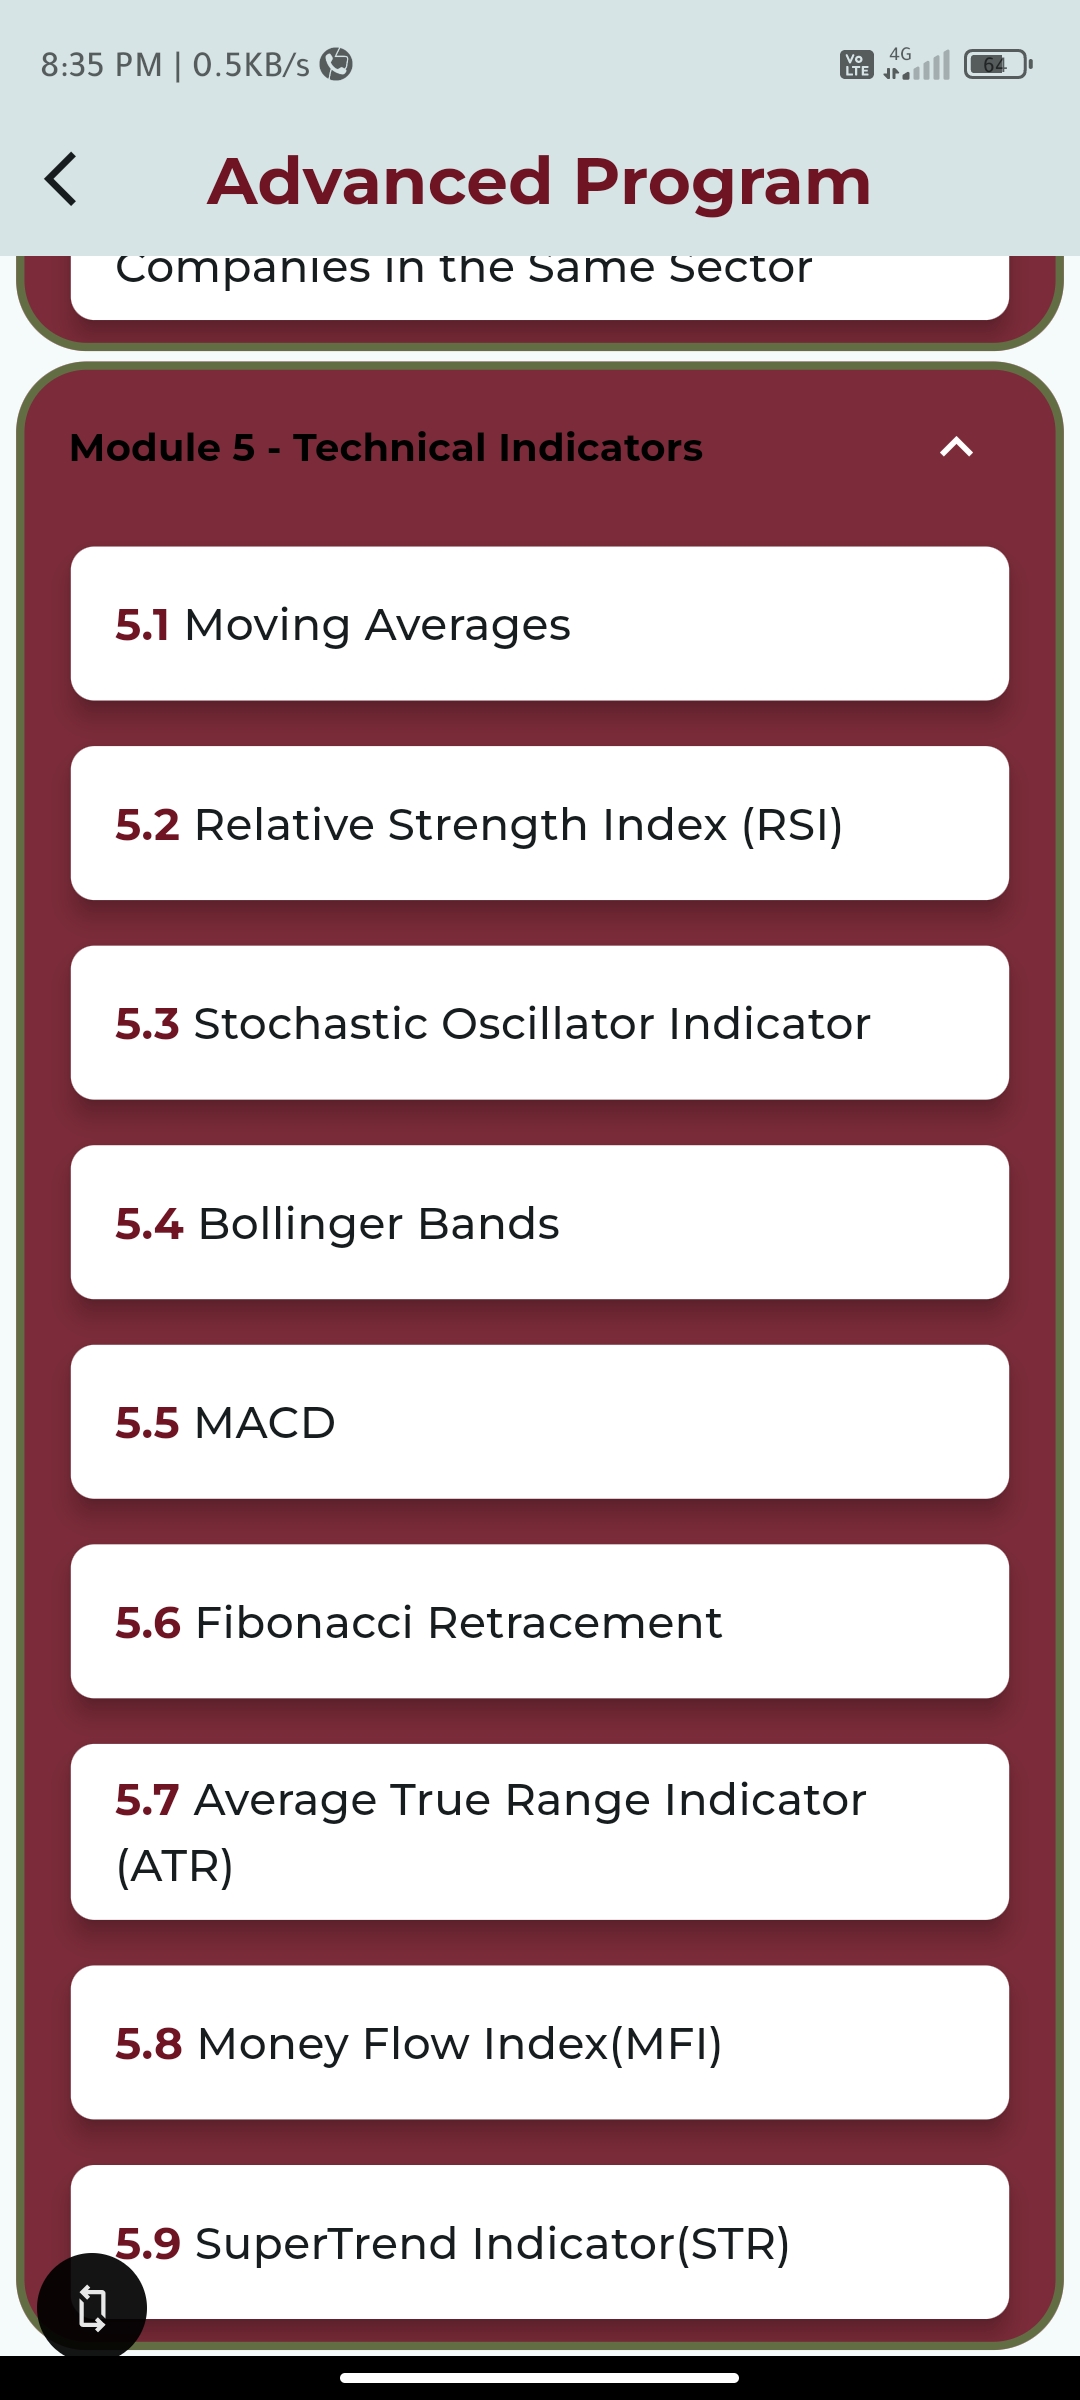 8:35 PM | 0.5KB/s
Vo LTE 4G 64
Advanced Program
Companies in the Same Sector
Module 5 - Technical Indicators
5.1 Moving Averages
5.2 Relative Strength Index (RSI)
5.3 Stochastic Oscillator Indicator
5.4 Bollinger Bands
5.5 MACD
5.6 Fibonacci Retracement
5.7 Average True Range Indicator
(ATR)
5.8 Money Flow Index(MFI)
5.9 SuperTrend Indicator(STR)